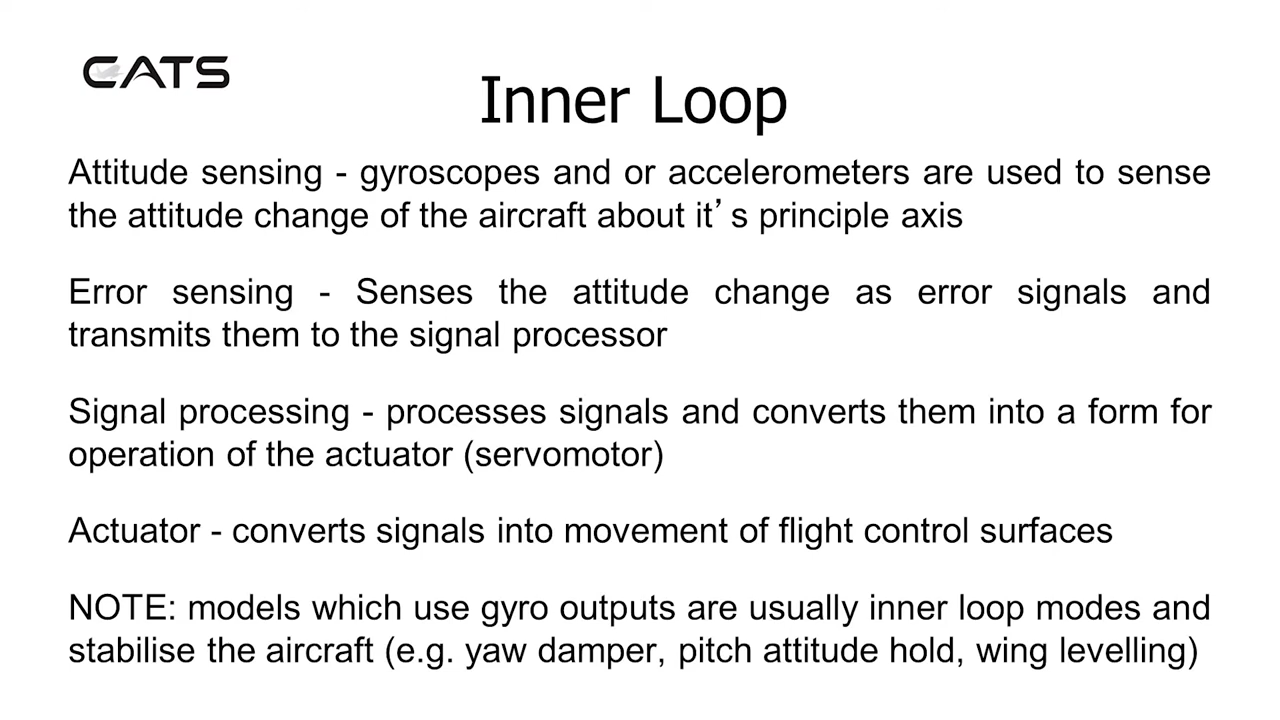 CATS
Inner Loop
Attitude sensing - gyroscopes and or accelerometers are used to sense
the attitude change of the aircraft about it’s principle axis
Error sensing - Senses the attitude change as error signals and
transmits them to the signal processor
Signal processing - processes signals and converts them into a form for
operation of the actuator (servomotor)
Actuator - converts signals into movement of flight control surfaces
NOTE: models which use gyro outputs are usually inner loop modes and
stabilise the aircraft (e.g. yaw damper, pitch attitude hold, wing levelling)